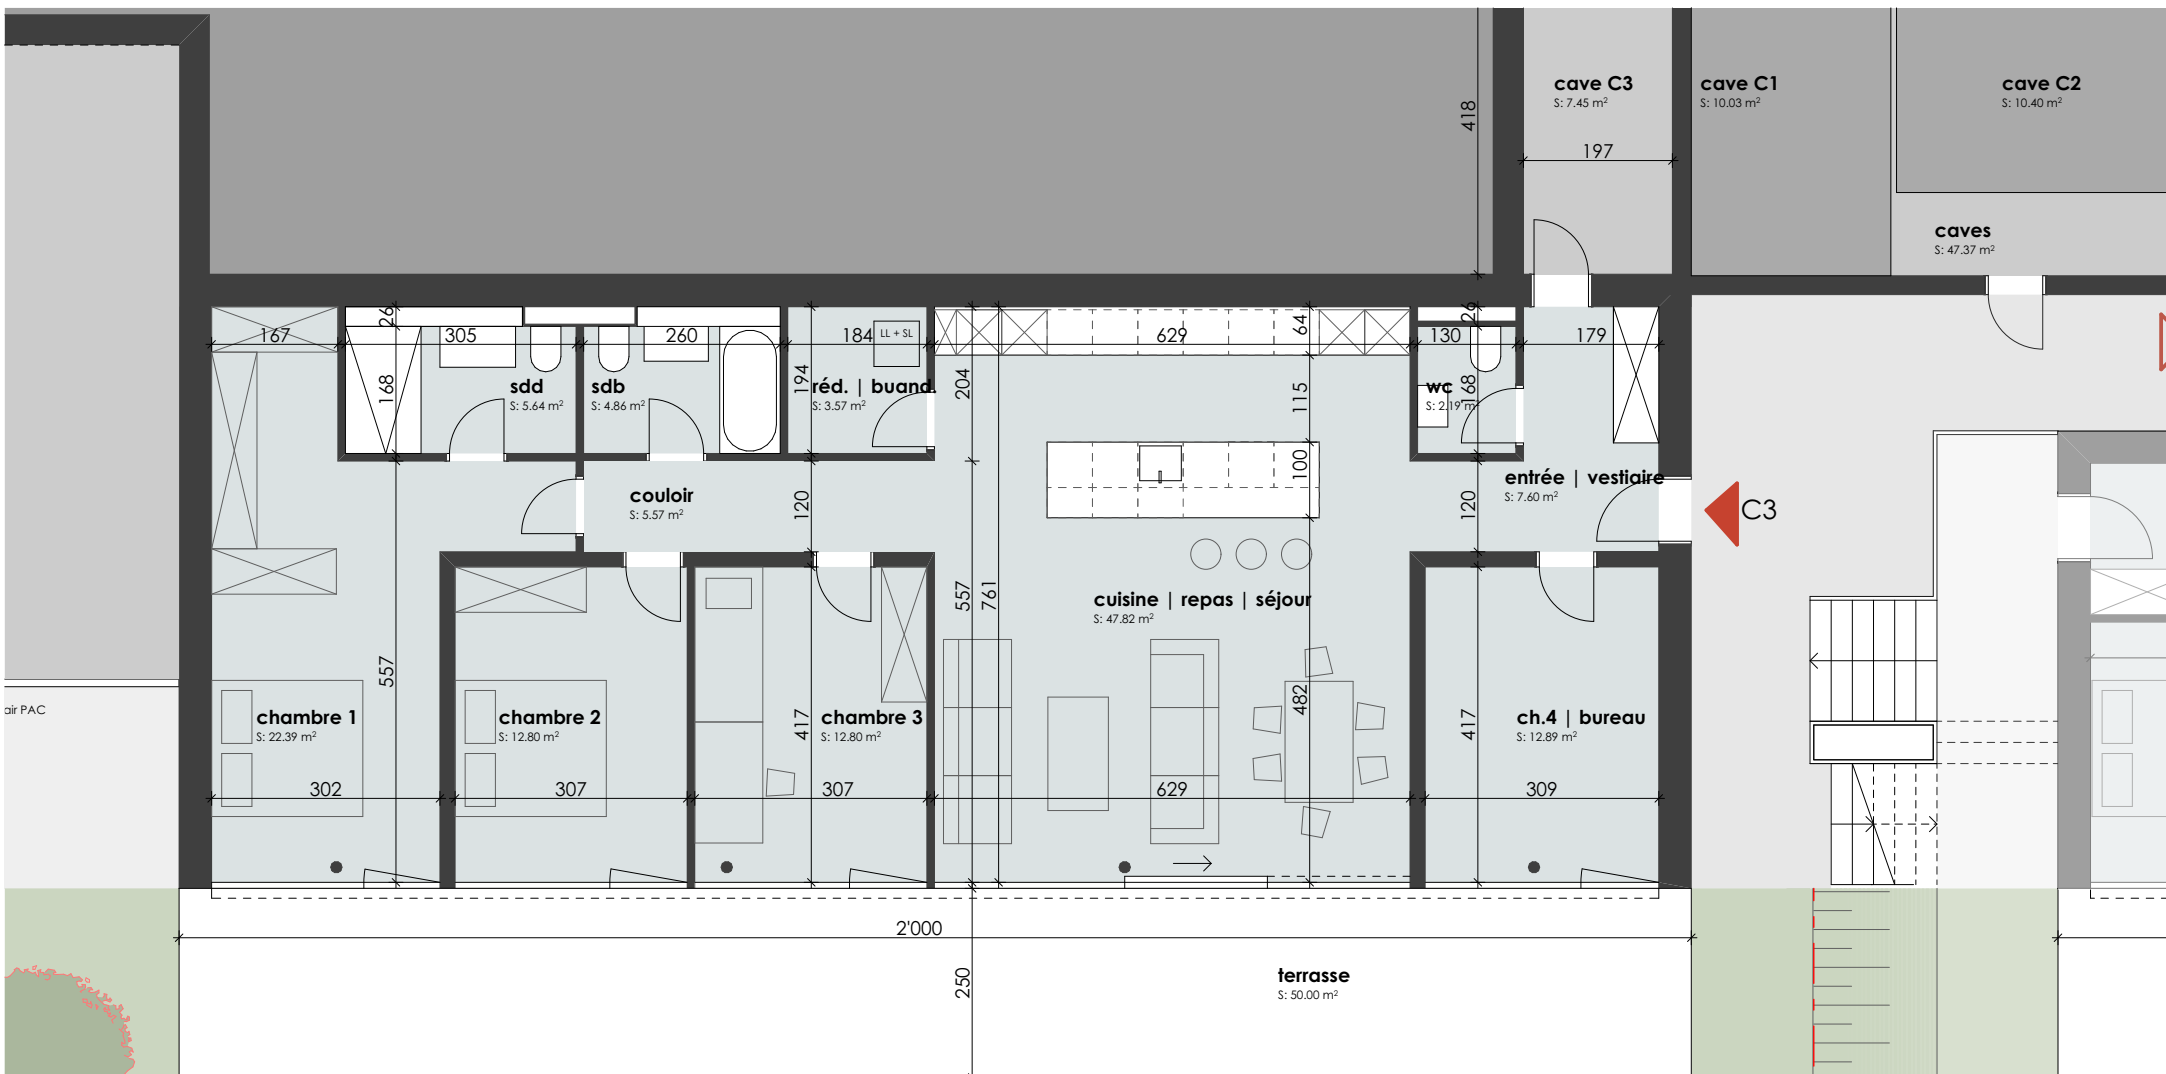 cave C3
S: 7.45 m²
cave C1
S: 10.03 m²
cave C2
S: 10.40 m²
418
197
caves
S: 47.37 m²
26
167
305
260
184
LL + SL
629
64
26
130
179
168
sdd
S: 5.64 m²
sdb
S: 4.86 m²
194
réd. | buand.
S: 3.57 m²
204
115
wc
S: 2.19 m²
168
couloir
S: 5.57 m²
120
100
120
entrée | vestiaire
S: 7.60 m²
C3
557
557
761
cuisine | repas | séjour
S: 47.82 m²
air PAC
chambre 1
S: 22.39 m²
chambre 2
S: 12.80 m²
417
chambre 3
S: 12.80 m²
482
417
ch.4 | bureau
S: 12.89 m²
302
307
307
629
309
2'000
250
terrasse
S: 50.00 m²